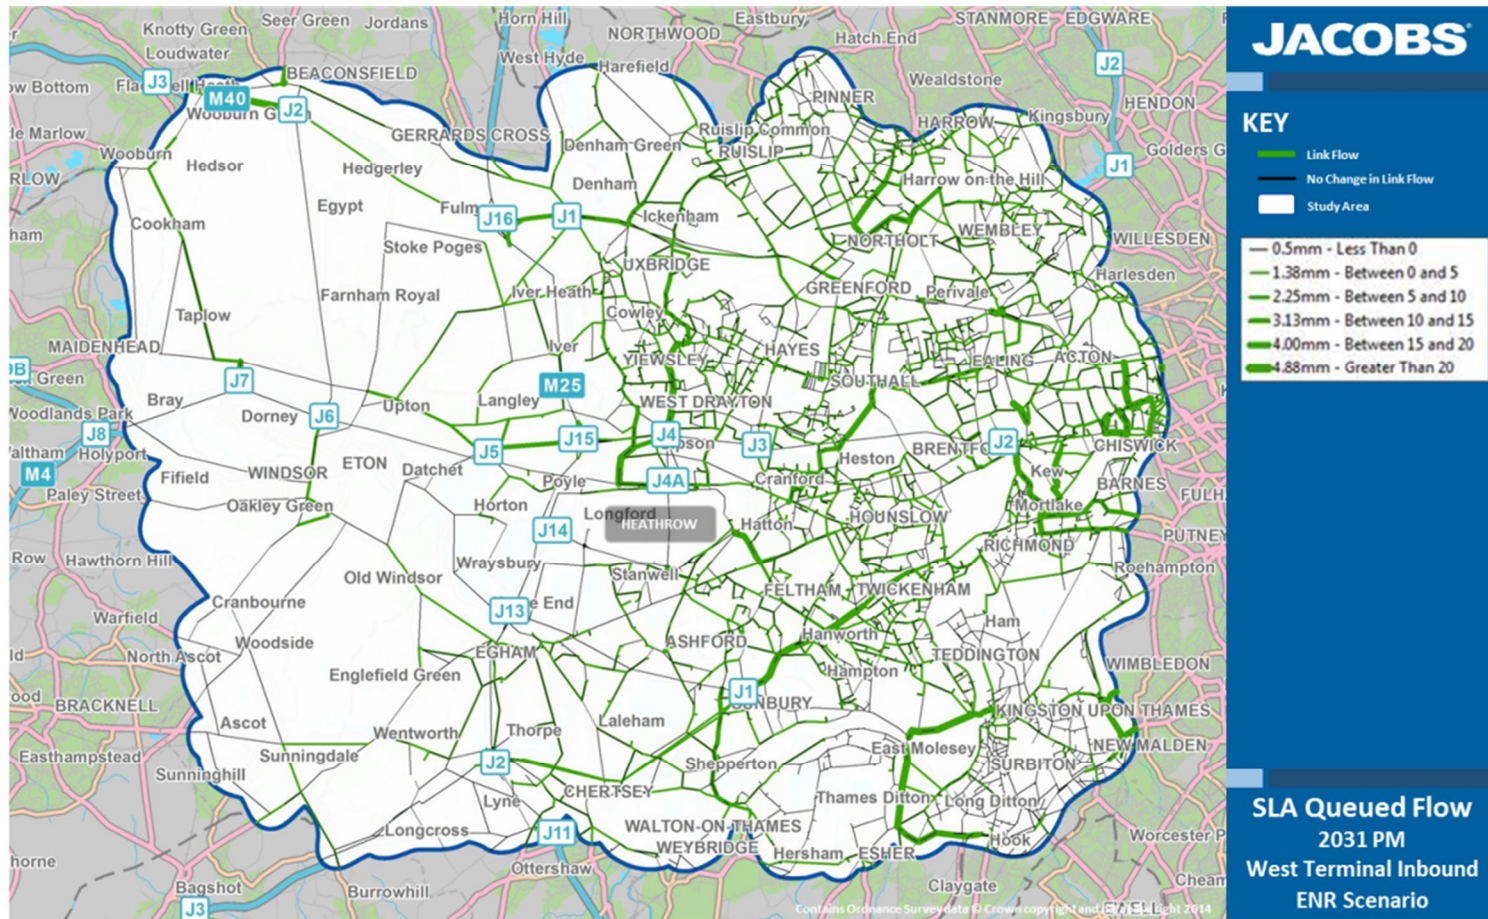 Knotty Green
Seer Green
Jordans
Horn Hill
Eastbury
STANMORE
EDGWARE
Loudwater
NORTHWOOD
Hatch End
West Hyde
Harefield
J2
J3
BEACONSFIELD
Wealdstone
M40
J2
PINNER
HENDON
Wooburn
HARROW
Kingsbury
GERRARDS CROSS
Ruislip Common
Denham Green
RUISLIP
Golders G
Wooburn
Hedsor
Hedgerley
J1
Denham
Harrow on the Hill
Egypt
J16
J1
Ickenham
Cookham
WEMBLEY
WILLESDEN
Stoke Poges
NORTHOLT
UXBRIDGE
Harlesden
Farnham Royal
Iver Heath
GREENFORD
Perivale
Taplow
Cowley
MAIDENHEAD
Iver
YIEWSLEY
HAYES
EALING
ACTON
J7
M25
SOUTHALL
Bray
Upton
Langley
WEST DRAYTON
Woodlands Park
Dorney
J6
J8
J5
J15
J4
J3
J2
CHISWICK
Holyport
Heston
M4
Fifield
WINDSOR
ETON
Datchet
Kew
Paley Street
Poyle
J4A
Cranford
BARNES
Oakley Green
Horton
Longford
Mortlake
HEATHROW
Hatton
HOUNSLOW
J14
RICHMOND
PUTNEY
Row
Hawthorn Hill
Wraysbury
Roehampton
Old Windsor
Stanwell
FELTHAM
TWICKENHAM
Cranbourne
J13
Warfield
Ham
Woodside
ASHFORD
Hanworth
North Ascot
EGHAM
TEDDINGTON
WIMBLEDON
Englefield Green
Hampton
BRACKNELL
J1
KINGSTON UPON THAMES
Ascot
Laleham
Wentworth
Thorpe
Easthampstead
Sunningdale
East Molesey
NEW MALDEN
J2
Shepperton
SURBITON
Sunninghill
CHERTSEY
Lyne
Thames Ditton
Long Ditton
Longcross
J11
WALTON-ON-THAMES
Hook
WEYBRIDGE
Hersham
ESHER
Ottershaw
Bagshot
Burrowhill
Claygate
J3
JACOBS
KEY
Link Flow
No Change in Link Flow
Study Area
0.5mm - Less Than 0
1.38mm - Between 0 and 5
2.25mm - Between 5 and 10
3.13mm - Between 10 and 15
4.00mm - Between 15 and 20
4.88mm - Greater Than 20
SLA Queued Flow
2031 PM
West Terminal Inbound
ENR Scenario